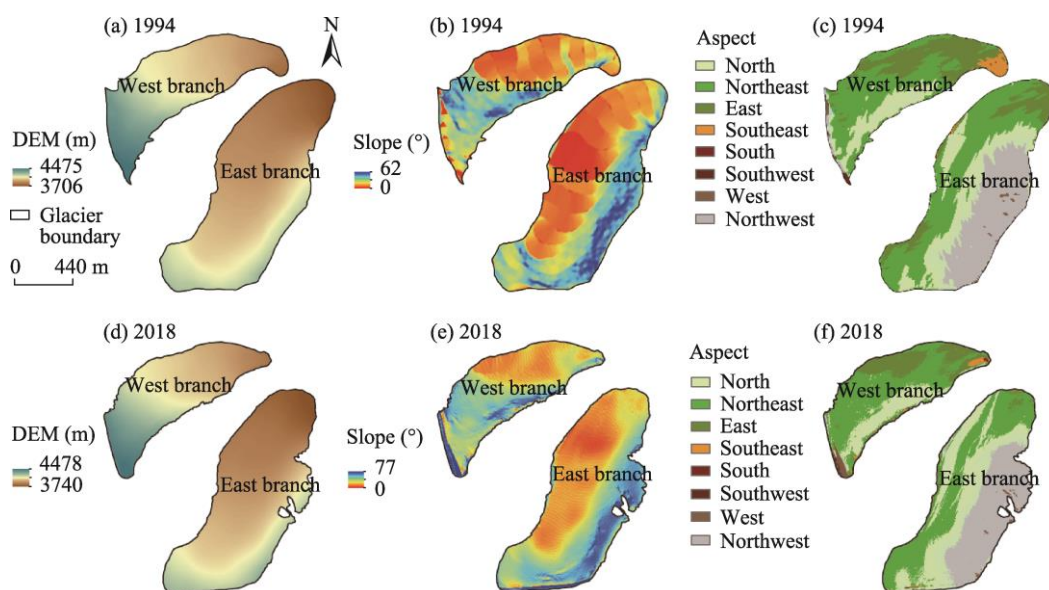 (a) 1994
N
West branch
East branch
DEM (m)
4475
3706
Glacier
boundary
0 440 m
(b) 1994
West branch
East branch
Slope (°)
62
0
Aspect
North
Northeast
East
Southeast
South
Southwest
West
Northwest
(c) 1994
West branch
East branch
(d) 2018
West branch
East branch
DEM (m)
4478
3740
(e) 2018
West branch
East branch
Slope (°)
77
0
Aspect
North
Northeast
East
Southeast
South
Southwest
West
Northwest
(f) 2018
West branch
East branch